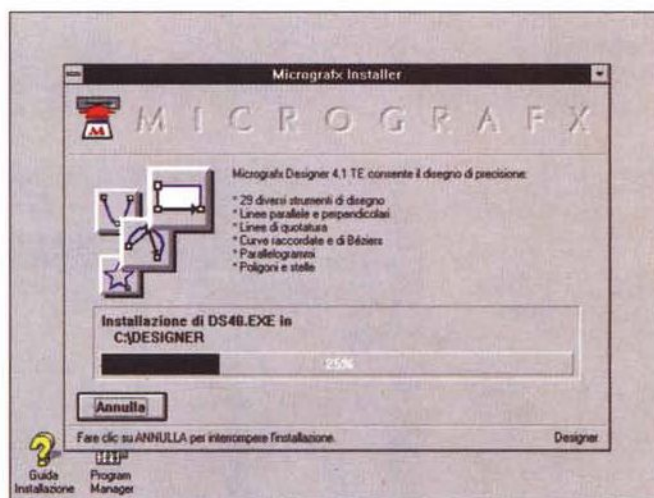 Micrografx Installer
M I C R O G R A F X
Micrografx Designer 4.1 TE consente il disegno di precisione:
* 29 diversi strumenti di disegno
* Linee parallele e perpendicolari
* Linee di quotatura
* Curve raccordate e di Béziers
* Parallelogrammi
* Poligoni e stelle
Installazione di DS40.EXE in
C:\DESIGNER
25%
Annulla
Fare clic su ANNULLA per interrompere l'installazione.
Designer
Guida
Installazione
Program
Manager